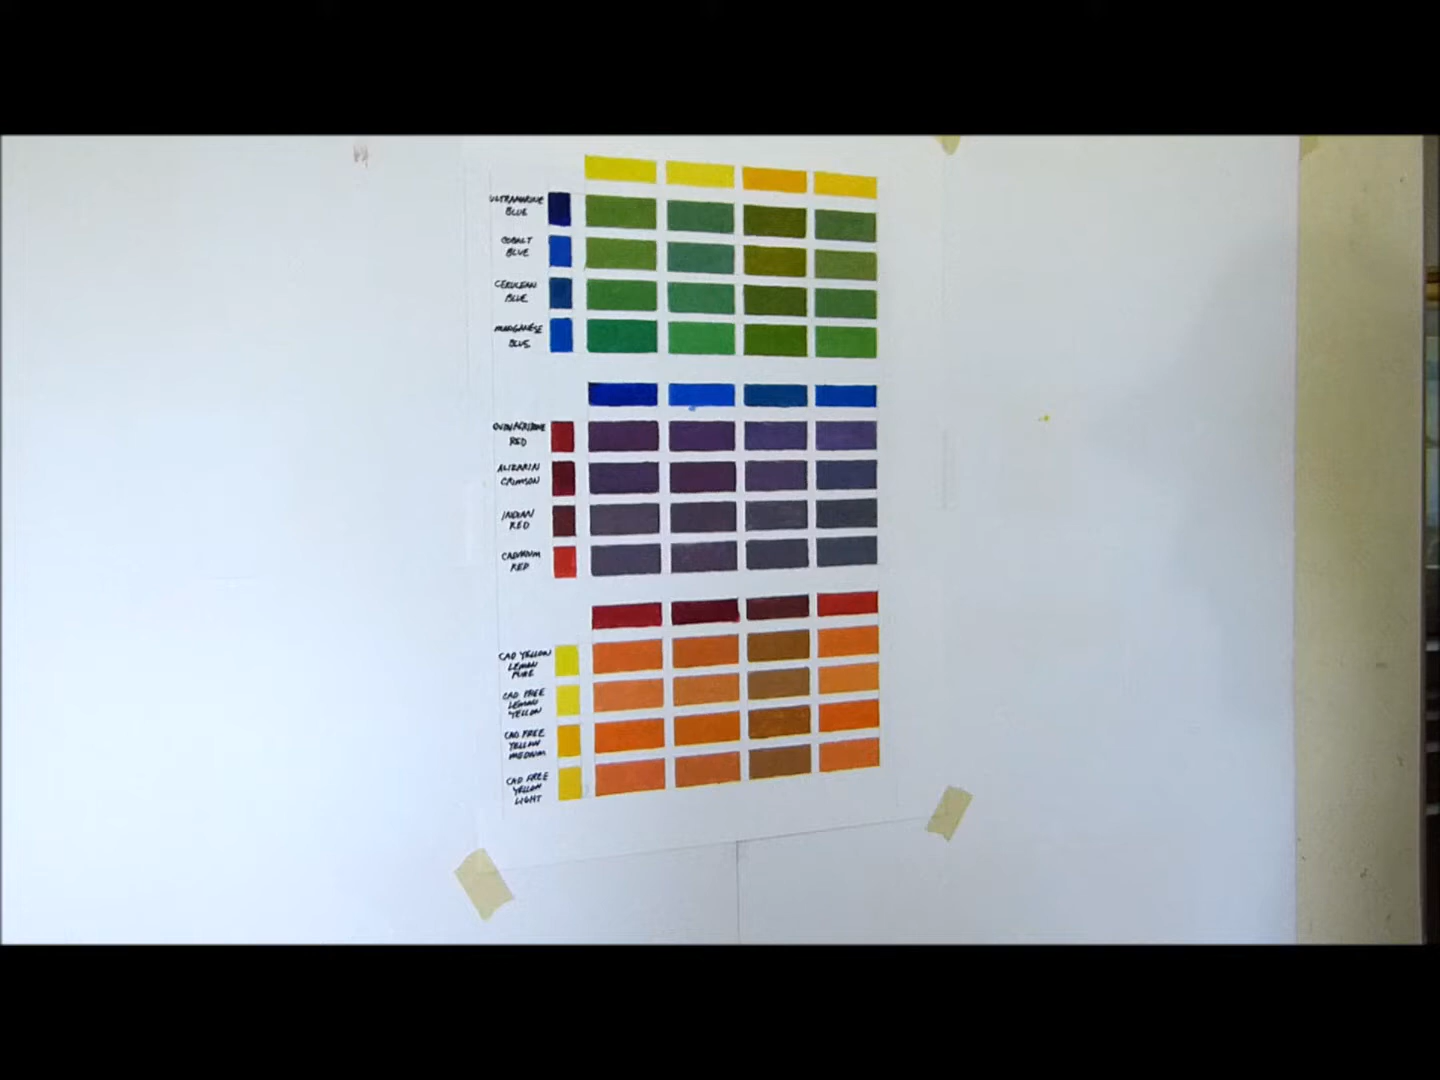 ULTRAMARINE
BLUE
COBALT
BLUE
CERULEAN
BLUE
MANGANESE
BLUE
QUINACRIDONE
RED
ALIZARIN
CRIMSON
INDIAN
RED
CADMIUM
RED
CAD YELLOW
LEMON
PURE
CAD FREE
LEMON
YELLOW
CAD FREE
YELLOW
MEDIUM
CAD FREE
YELLOW
LIGHT